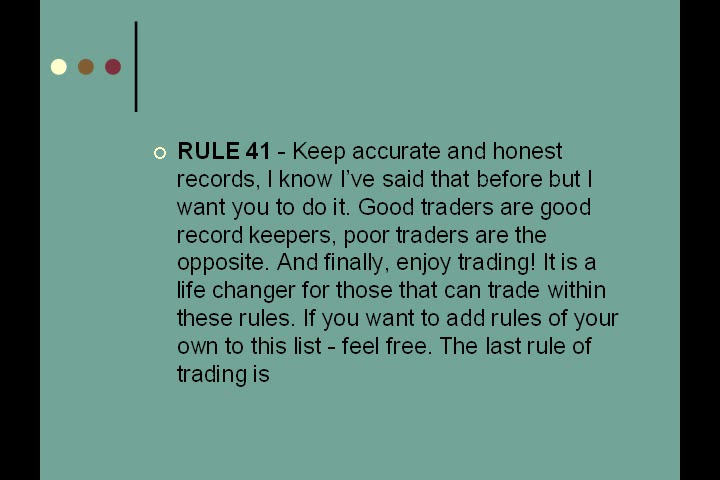 RULE 41 - Keep accurate and honest
records, I know I've said that before but I
want you to do it. Good traders are good
record keepers, poor traders are the
opposite. And finally, enjoy trading! It is a
life changer for those that can trade within
these rules. If you want to add rules of your
own to this list - feel free. The last rule of
trading is